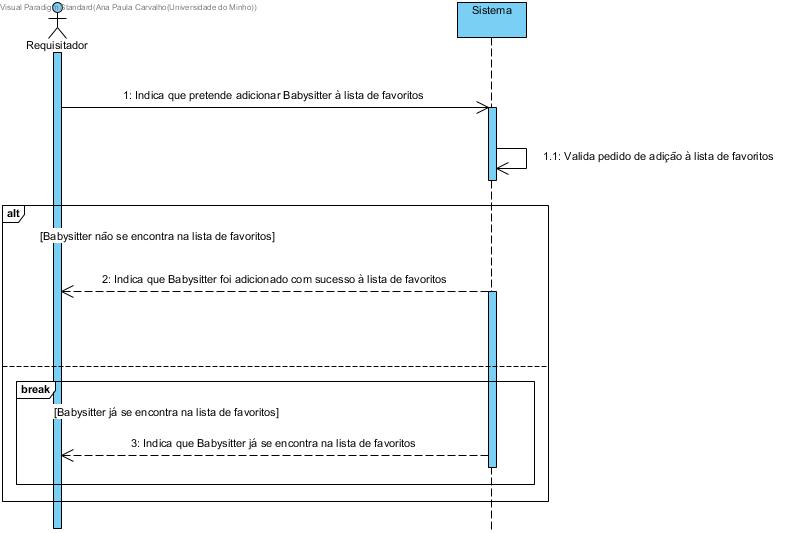 Visual Paradigm Standard(Ana Paula Carvalho(Universidade do Minho))
Requisitador
Sistema
1: Indica que pretende adicionar Babysitter à lista de favoritos
1.1: Valida pedido de adição à lista de favoritos
alt
[Babysitter não se encontra na lista de favoritos]
2: Indica que Babysitter foi adicionado com sucesso à lista de favoritos
break
[Babysitter já se encontra na lista de favoritos]
3: Indica que Babysitter já se encontra na lista de favoritos